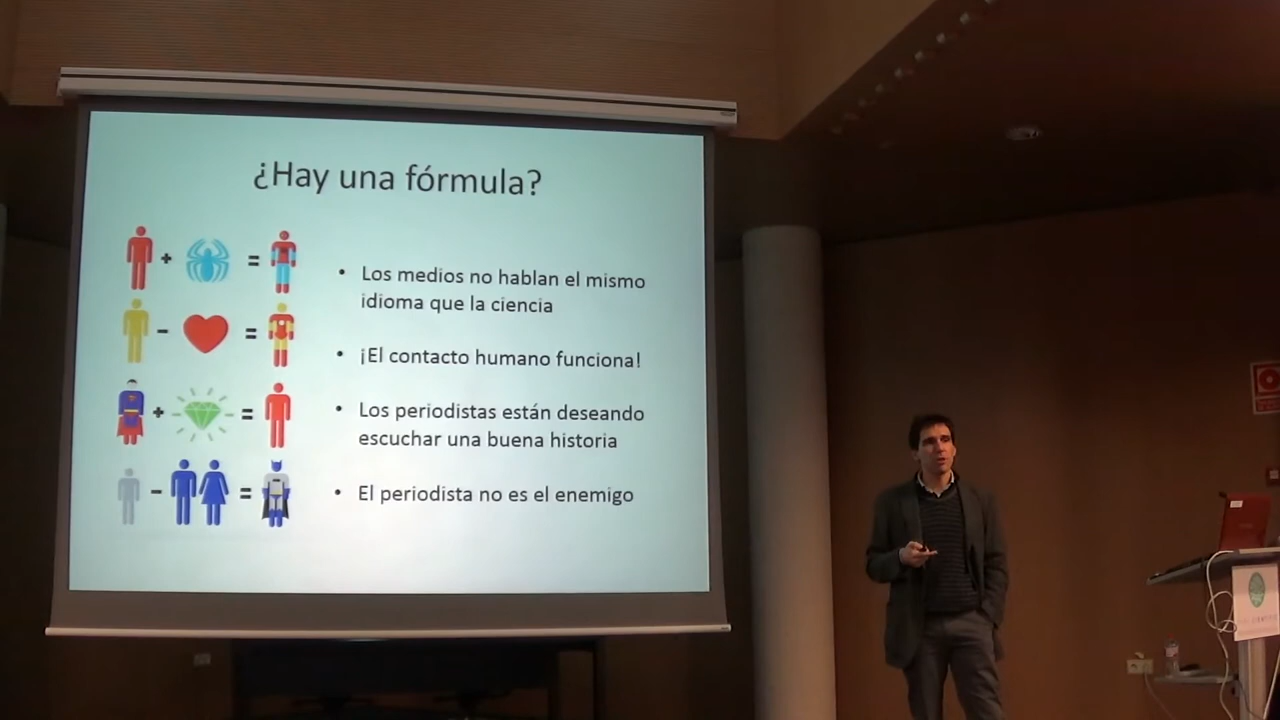 ¿Hay una fórmula?
+ =
- =
+ =
- =
• Los medios no hablan el mismo
idioma que la ciencia
• ¡El contacto humano funciona!
• Los periodistas están deseando
escuchar una buena historia
• El periodista no es el enemigo